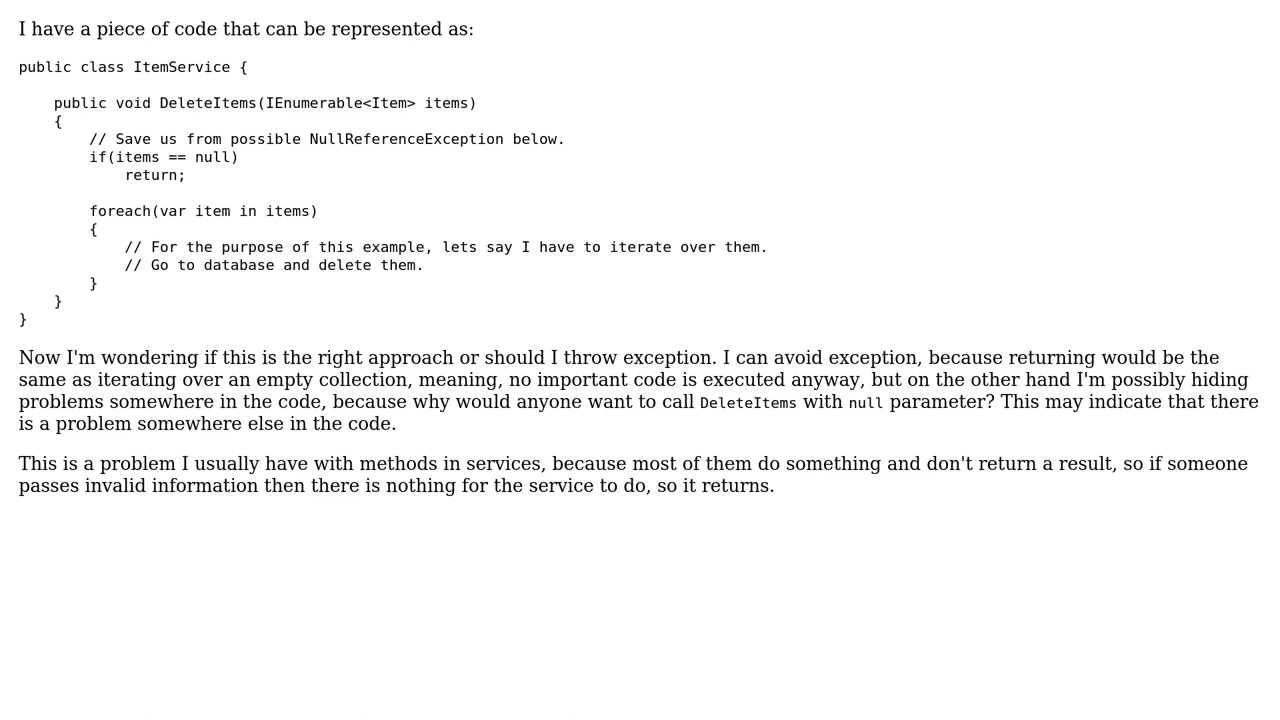 I have a piece of code that can be represented as:
public class ItemService {
    public void DeleteItems(IEnumerable<Item> items)
    {
        // Save us from possible NullReferenceException below.
        if(items == null)
            return;
        foreach(var item in items)
        {
            // For the purpose of this example, lets say I have to iterate over them.
            // Go to database and delete them.
        }
    }
}
Now I'm wondering if this is the right approach or should I throw exception. I can avoid exception, because returning would be the
same as iterating over an empty collection, meaning, no important code is executed anyway, but on the other hand I'm possibly hiding
problems somewhere in the code, because why would anyone want to call DeleteItems with null parameter? This may indicate that there
is a problem somewhere else in the code.
This is a problem I usually have with methods in services, because most of them do something and don't return a result, so if someone
passes invalid information then there is nothing for the service to do, so it returns.